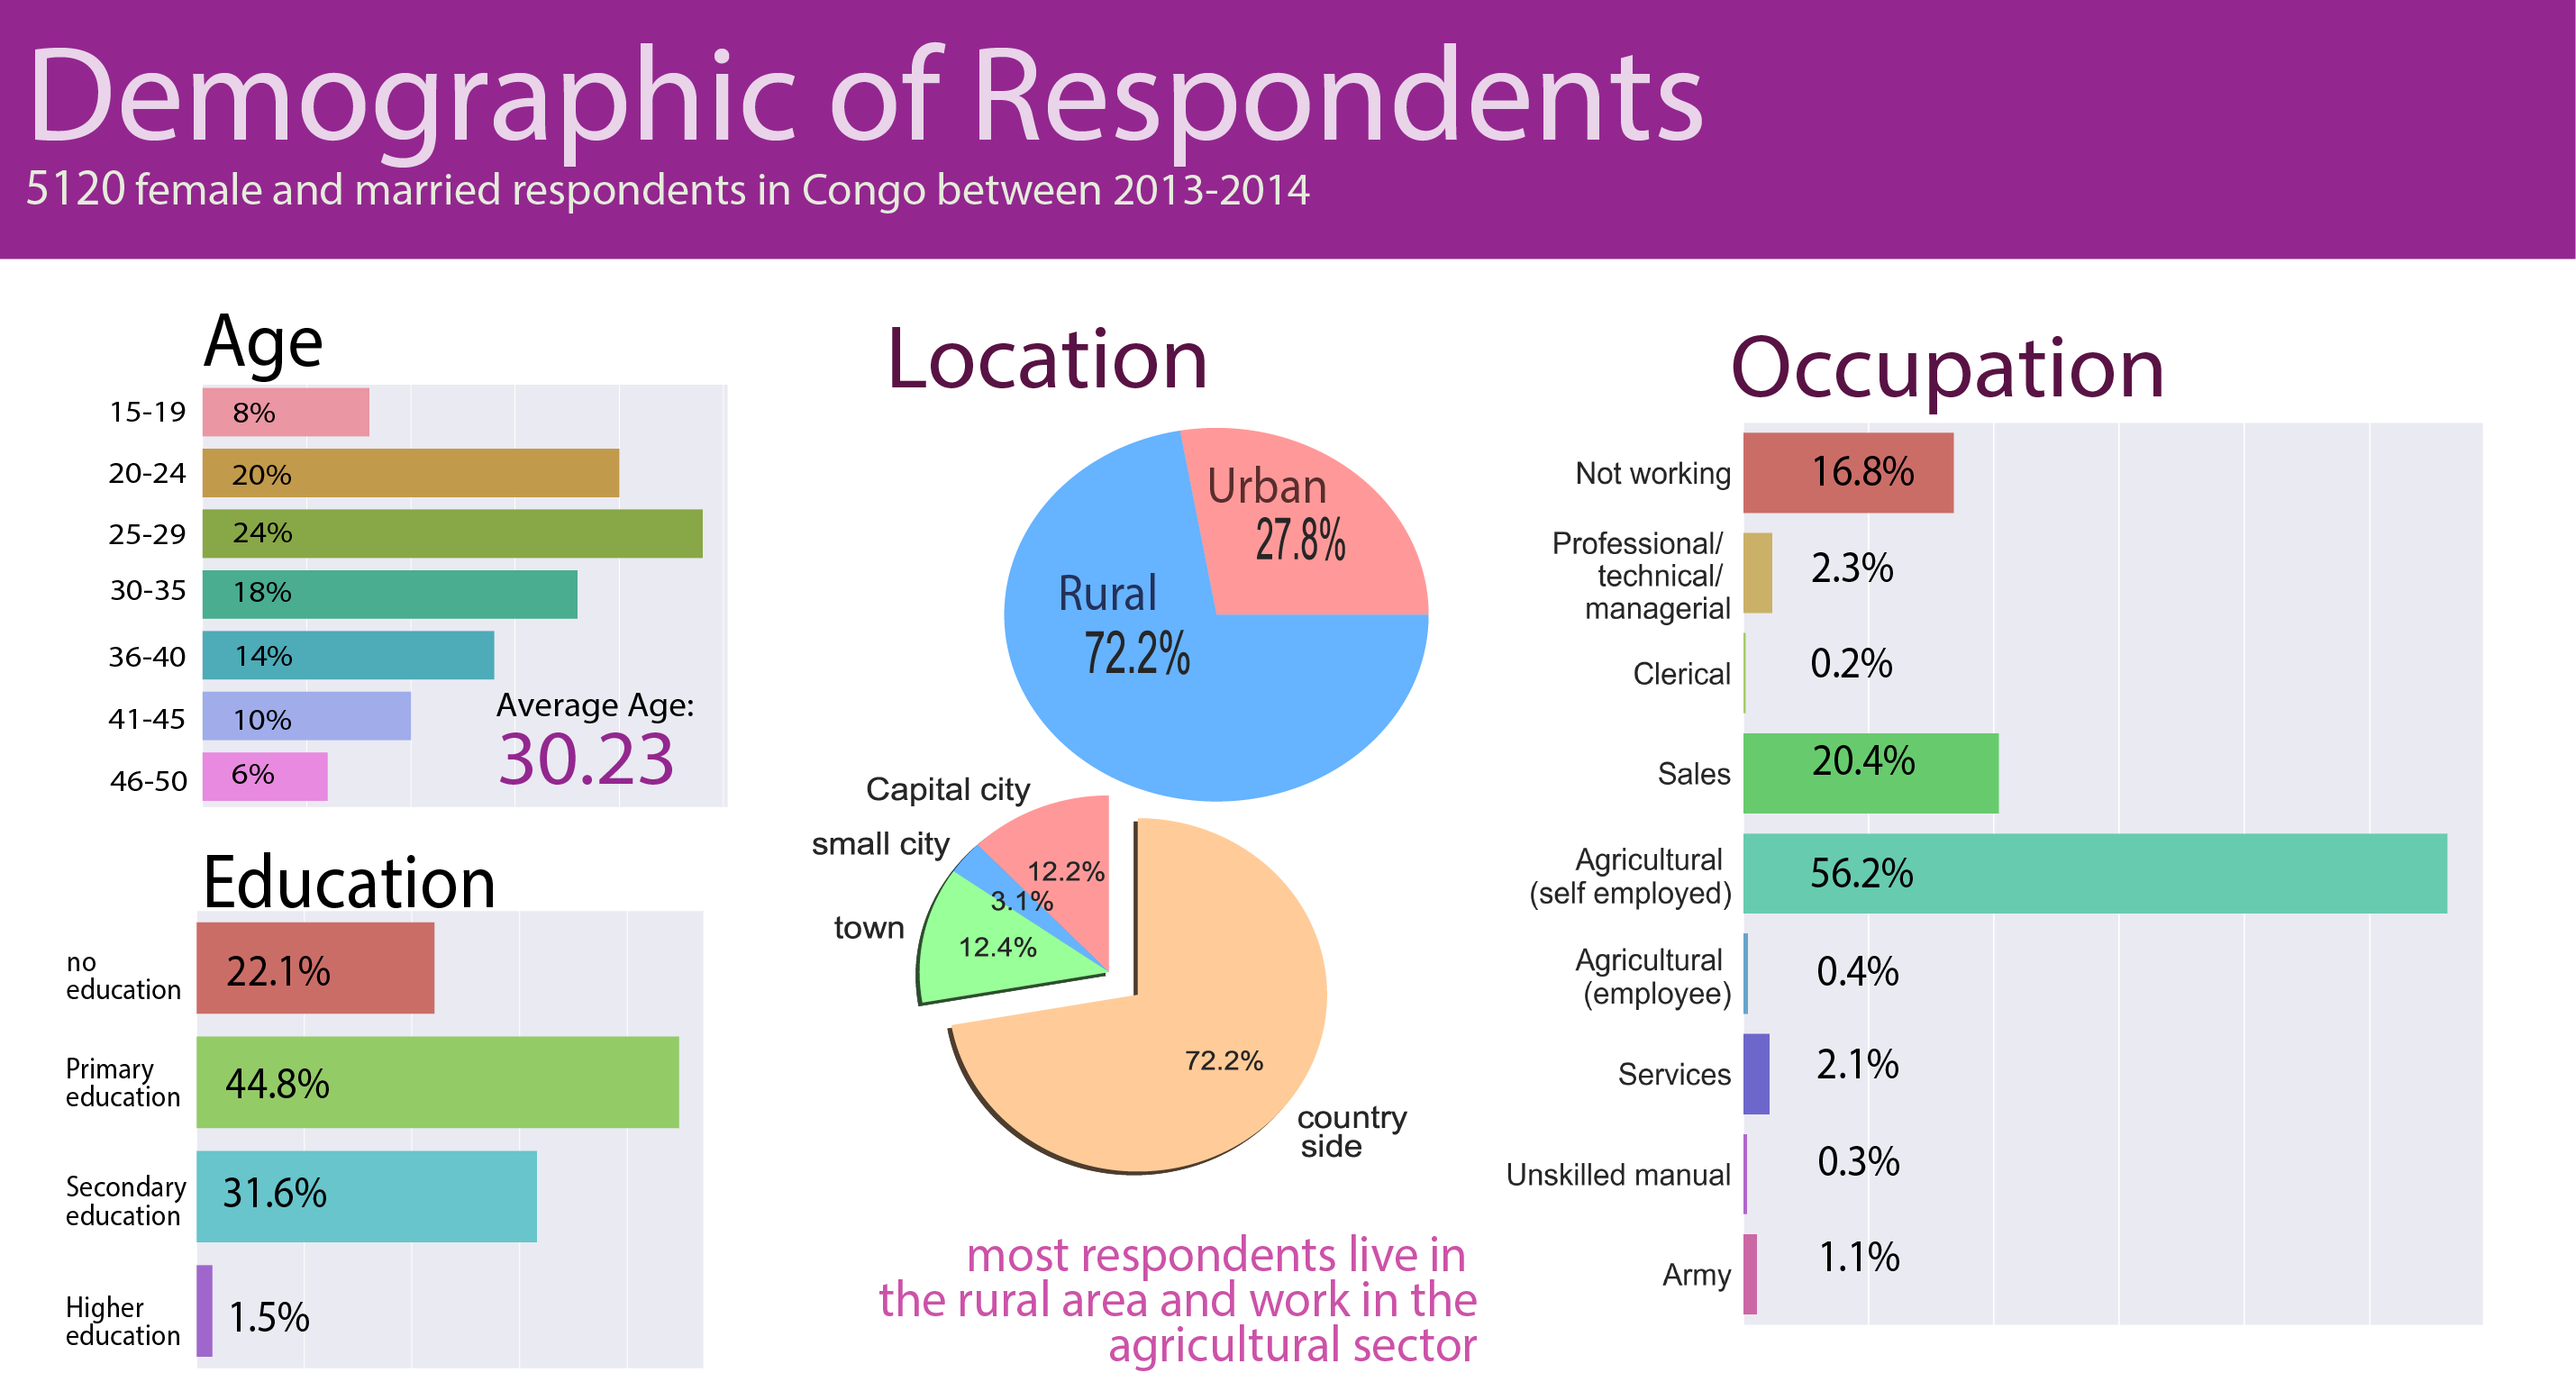 Demographic of Respondents
5120 female and married respondents in Congo between 2013-2014
Age
15-19 8%
20-24 20%
25-29 24%
30-35 18%
36-40 14%
41-45 10%
46-50 6%
Average Age:
30.23
Education
no
education
22.1%
Primary
education
44.8%
Secondary
education
31.6%
Higher
education
1.5%
Location
Urban
27.8%
Rural
72.2%
Capital city
12.2%
small city
3.1%
town
12.4%
72.2%
country
side
most respondents live in
the rural area and work in the
agricultural sector
Occupation
Not working 16.8%
Professional/
technical/
managerial
2.3%
Clerical 0.2%
Sales 20.4%
Agricultural
(self employed)
56.2%
Agricultural
(employee)
0.4%
Services 2.1%
Unskilled manual 0.3%
Army 1.1%